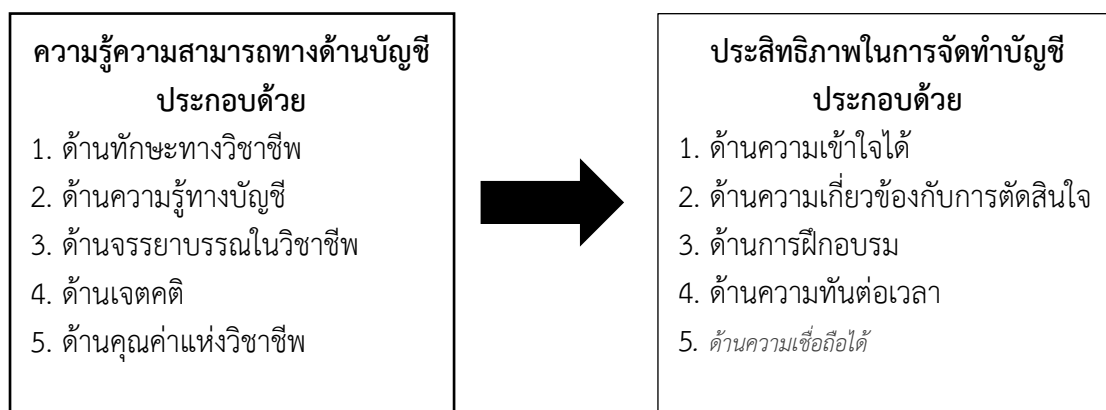 ความรู้ความสามารถทางด้านบัญชี
ประกอบด้วย
1. ด้านทักษะทางวิชาชีพ
2. ด้านความรู้ทางบัญชี
3. ด้านจรรยาบรรณในวิชาชีพ
4. ด้านเจตคติ
5. ด้านคุณค่าแห่งวิชาชีพ
ประสิทธิภาพในการจัดทำบัญชี
ประกอบด้วย
1. ด้านความเข้าใจได้
2. ด้านความเกี่ยวข้องกับการตัดสินใจ
3. ด้านการฝึกอบรม
4. ด้านความทันต่อเวลา
5. ด้านความเชื่อถือได้